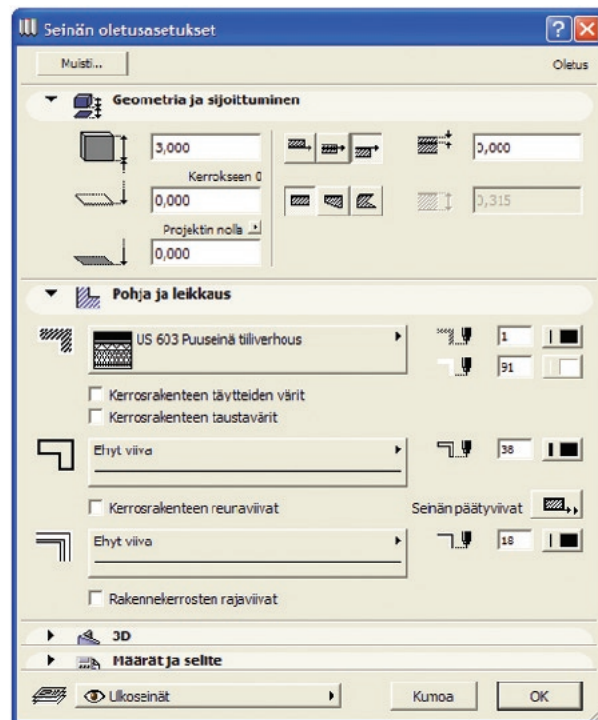 Seinän oletusasetukset
Muisti... Oletus
Geometria ja sijoittuminen
3,000 0,000
Kerrokseen 0
0,000 0,315
Projektin nolla
0,000
Pohja ja leikkaus
US 603 Puuseinä tiiliverhous 1
91
Kerrosrakenteen täytteiden värit
Kerrosrakenteen taustavärit
Ehyt viiva 38
Kerrosrakenteen reunaviivat Seinän päätyviivat
Ehyt viiva 18
Rakennekerrosten rajaviivat
3D
Määrät ja selite
Ulkoseinät Kumoa OK